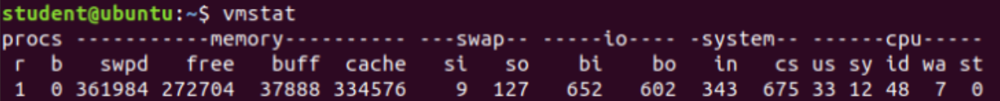 student@ubuntu:~$ vmstat
procs -----------memory---------- ---swap-- -----io---- -system-- ------cpu-----
 r  b   swpd   free   buff  cache   si   so    bi    bo   in   cs us sy id wa st
 1  0 361984 272704  37888 334576    9  127   652   602  343  675 33 12 48  7  0